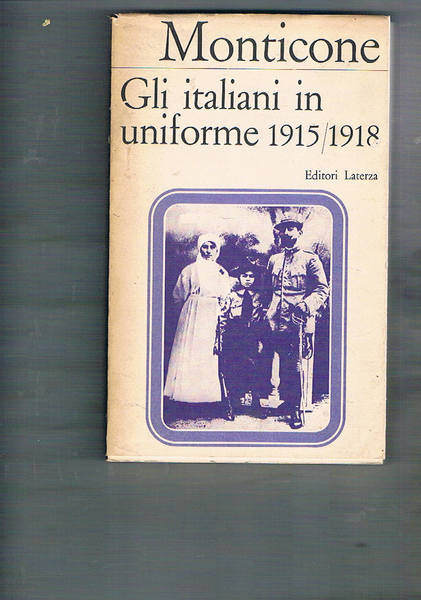 Monticone
Gli italiani in
uniforme 1915/1918
Editori Laterza